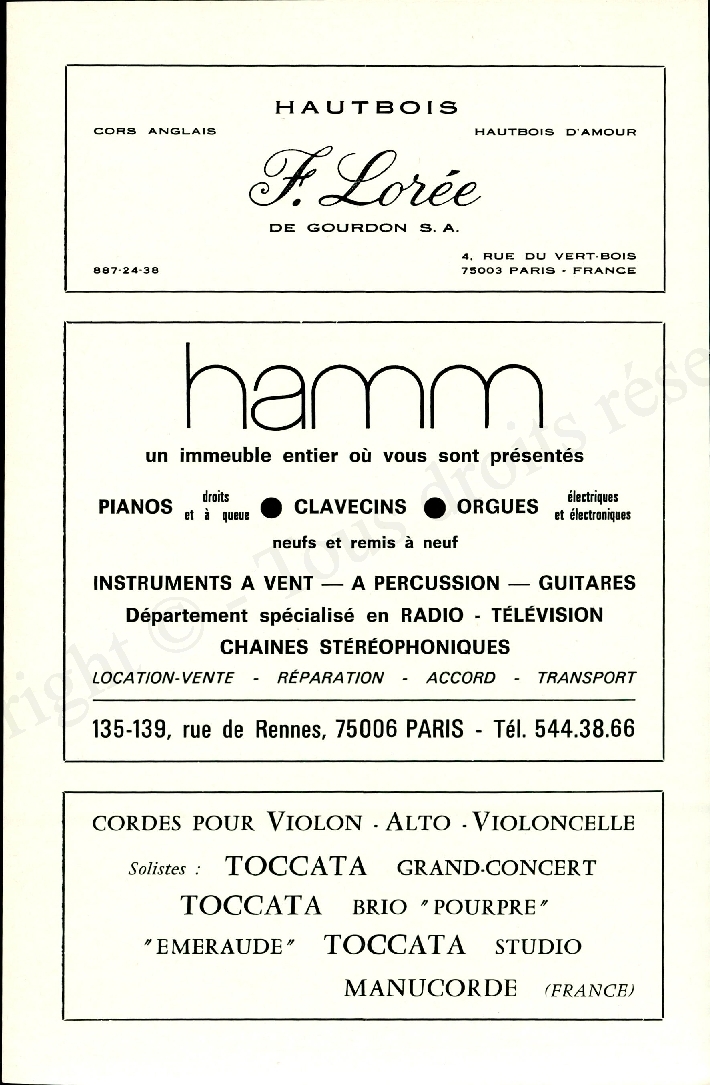 HAUTBOIS
CORS ANGLAIS HAUTBOIS D'AMOUR
F. Lorée
DE GOURDON S. A.
4, RUE DU VERT-BOIS
887-24-38 75003 PARIS - FRANCE
hamm
un immeuble entier où vous sont présentés
PIANOS droits et à queue ● CLAVECINS ● ORGUES électriques et électroniques
neufs et remis à neuf
INSTRUMENTS A VENT — A PERCUSSION — GUITARES
Département spécialisé en RADIO - TÉLÉVISION
CHAINES STÉRÉOPHONIQUES
LOCATION-VENTE - RÉPARATION - ACCORD - TRANSPORT
135-139, rue de Rennes, 75006 PARIS - Tél. 544.38.66
CORDES POUR VIOLON - ALTO - VIOLONCELLE
Solistes : TOCCATA GRAND-CONCERT
TOCCATA BRIO "POURPRE"
"EMERAUDE" TOCCATA STUDIO
MANUCORDE (FRANCE)
right © - Tous droits rése